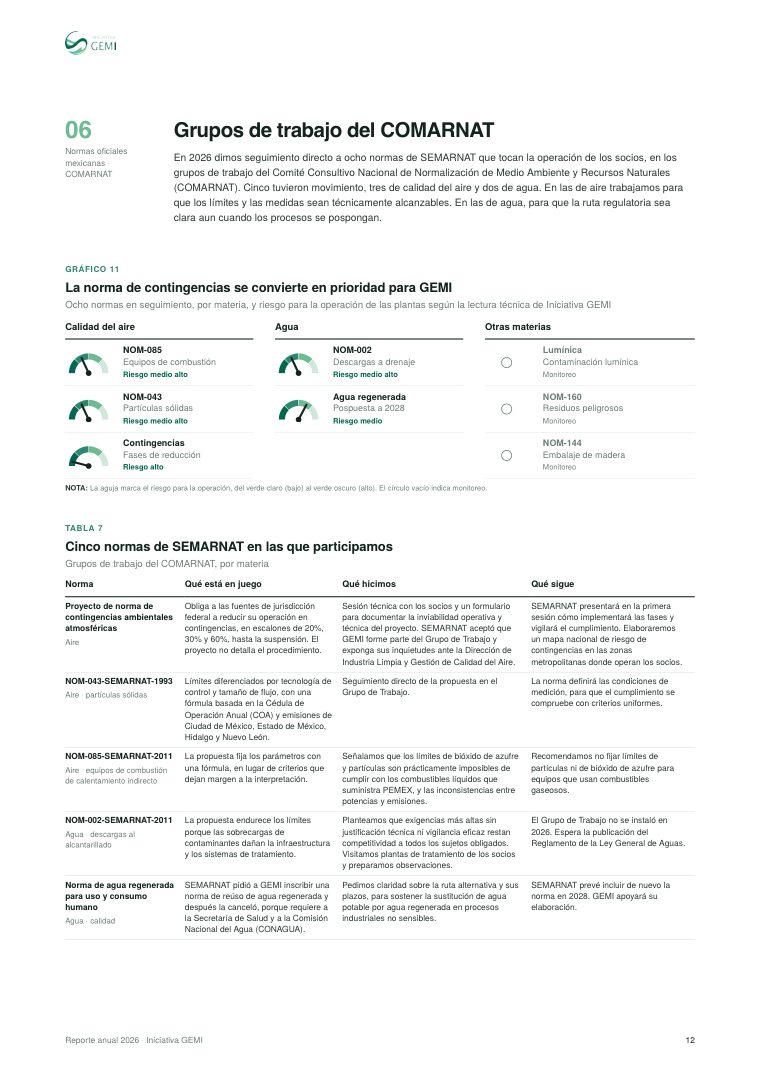 GEMI
06
Normas oficiales
mexicanas ·
COMARNAT
Grupos de trabajo del COMARNAT
En 2026 dimos seguimiento directo a ocho normas de SEMARNAT que tocan la operación de los socios, en los
grupos de trabajo del Comité Consultivo Nacional de Normalización de Medio Ambiente y Recursos Naturales
(COMARNAT). Cinco tuvieron movimiento, tres de calidad del aire y dos de agua. En las de aire trabajamos para
que los límites y las medidas sean técnicamente alcanzables. En las de agua, para que la ruta regulatoria sea
clara aun cuando los procesos se pospongan.
GRÁFICO 11
La norma de contingencias se convierte en prioridad para GEMI
Ocho normas en seguimiento, por materia, y riesgo para la operación de las plantas según la lectura técnica de Iniciativa GEMI
Calidad del aire
NOM-085
Equipos de combustión
Riesgo medio alto
NOM-043
Partículas sólidas
Riesgo medio alto
Contingencias
Fases de reducción
Riesgo alto
Agua
NOM-002
Descargas a drenaje
Riesgo medio alto
Agua regenerada
Pospuesta a 2028
Riesgo medio
Otras materias
Lumínica
Contaminación lumínica
Monitoreo
NOM-160
Residuos peligrosos
Monitoreo
NOM-144
Embalaje de madera
Monitoreo
NOTA: La aguja marca el riesgo para la operación, del verde claro (bajo) al verde oscuro (alto). El círculo vacío indica monitoreo.
TABLA 7
Cinco normas de SEMARNAT en las que participamos
Grupos de trabajo del COMARNAT, por materia
Norma
Qué está en juego
Qué hicimos
Qué sigue
Proyecto de norma de
contingencias ambientales
atmosféricas
Aire
Obliga a las fuentes de jurisdicción
federal a reducir su operación en
contingencias, en escalones de 20%,
30% y 60%, hasta la suspensión. El
proyecto no detalla el procedimiento.
Sesión técnica con los socios y un formulario
para documentar la inviabilidad operativa y
técnica del proyecto. SEMARNAT aceptó que
GEMI forme parte del Grupo de Trabajo y
exponga sus inquietudes ante la Dirección de
Industria Limpia y Gestión de Calidad del Aire.
SEMARNAT presentará en la primera
sesión cómo implementará las fases y
vigilará el cumplimiento. Elaboraremos
un mapa nacional de riesgo de
contingencias en las zonas
metropolitanas donde operan los socios.
NOM-043-SEMARNAT-1993
Aire · partículas sólidas
Límites diferenciados por tecnología de
control y tamaño de flujo, con una
fórmula basada en la Cédula de
Operación Anual (COA) y emisiones de
Ciudad de México, Estado de México,
Hidalgo y Nuevo León.
Seguimiento directo de la propuesta en el
Grupo de Trabajo.
La norma definirá las condiciones de
medición, para que el cumplimiento se
compruebe con criterios uniformes.
NOM-085-SEMARNAT-2011
Aire · equipos de combustión
de calentamiento indirecto
La propuesta fija los parámetros con
una fórmula, en lugar de criterios que
dejan margen a la interpretación.
Señalamos que los límites de bióxido de azufre
y partículas son prácticamente imposibles de
cumplir con los combustibles líquidos que
suministra PEMEX, y las inconsistencias entre
potencias y emisiones.
Recomendamos no fijar límites de
partículas ni de bióxido de azufre para
equipos que usan combustibles
gaseosos.
NOM-002-SEMARNAT-2011
Agua · descargas al
alcantarillado
La propuesta endurece los límites
porque las sobrecargas de
contaminantes dañan la infraestructura
y los sistemas de tratamiento.
Planteamos que exigencias más altas sin
justificación técnica ni vigilancia eficaz restan
competitividad a todos los sujetos obligados.
Visitamos plantas de tratamiento de los socios
y preparamos observaciones.
El Grupo de Trabajo no se instaló en
2026. Espera la publicación del
Reglamento de la Ley General de Aguas.
Norma de agua regenerada
para uso y consumo
humano
Agua · calidad
SEMARNAT pidió a GEMI inscribir una
norma de reúso de agua regenerada y
después la canceló, porque requiere a
la Secretaría de Salud y a la Comisión
Nacional del Agua (CONAGUA).
Pedimos claridad sobre la ruta alternativa y sus
plazos, para sostener la sustitución de agua
potable por agua regenerada en procesos
industriales no sensibles.
SEMARNAT prevé incluir de nuevo la
norma en 2028. GEMI apoyará su
elaboración.
Reporte anual 2026 · Iniciativa GEMI
12